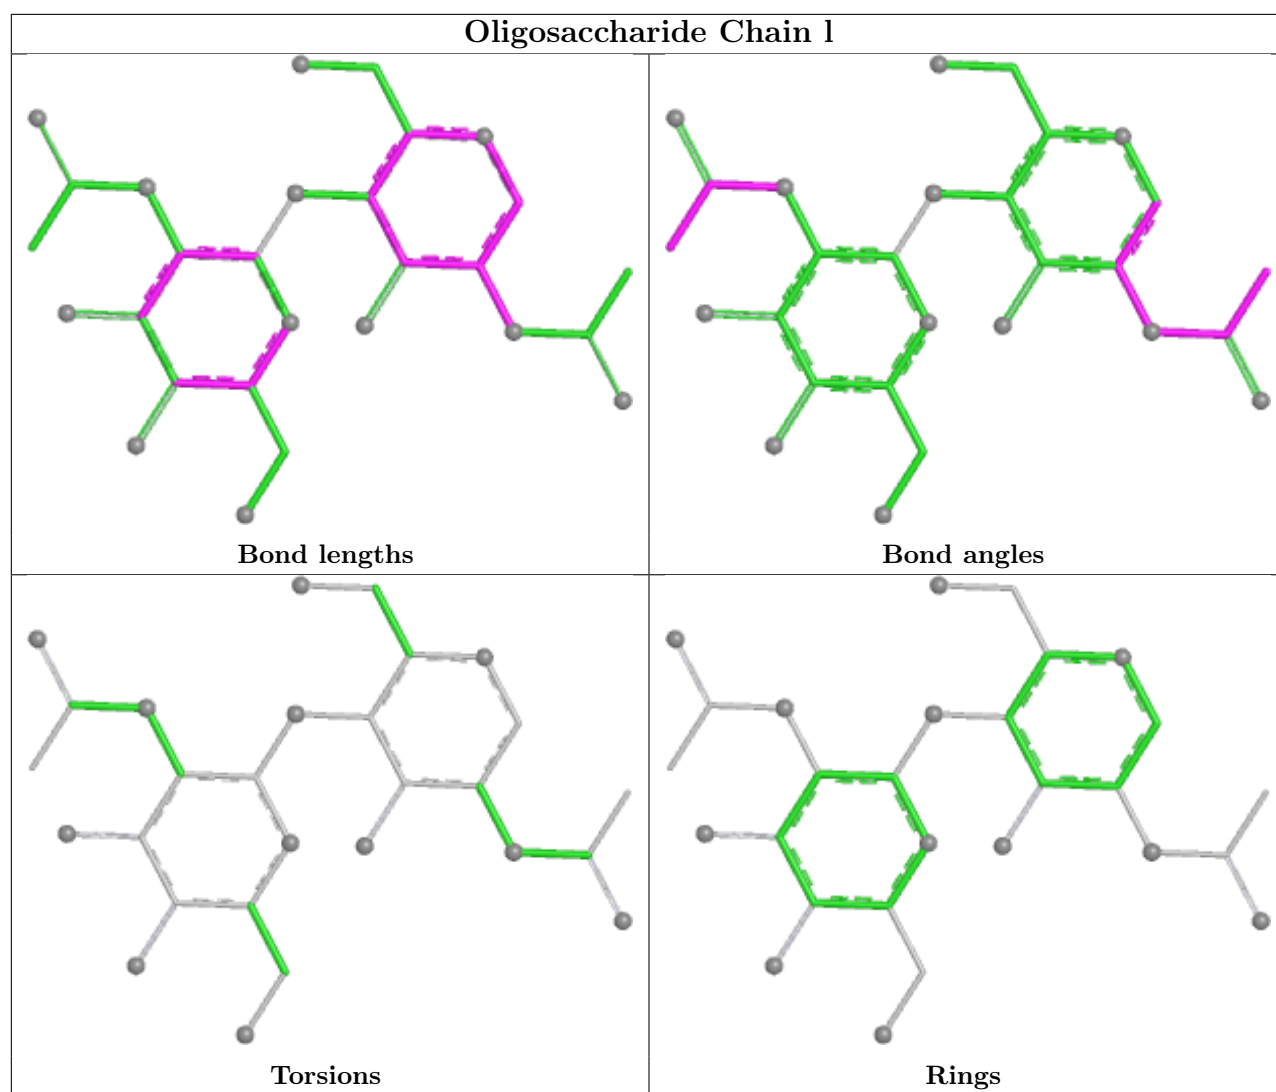 Oligosaccharide Chain l
Bond lengths
Bond angles
Torsions
Rings